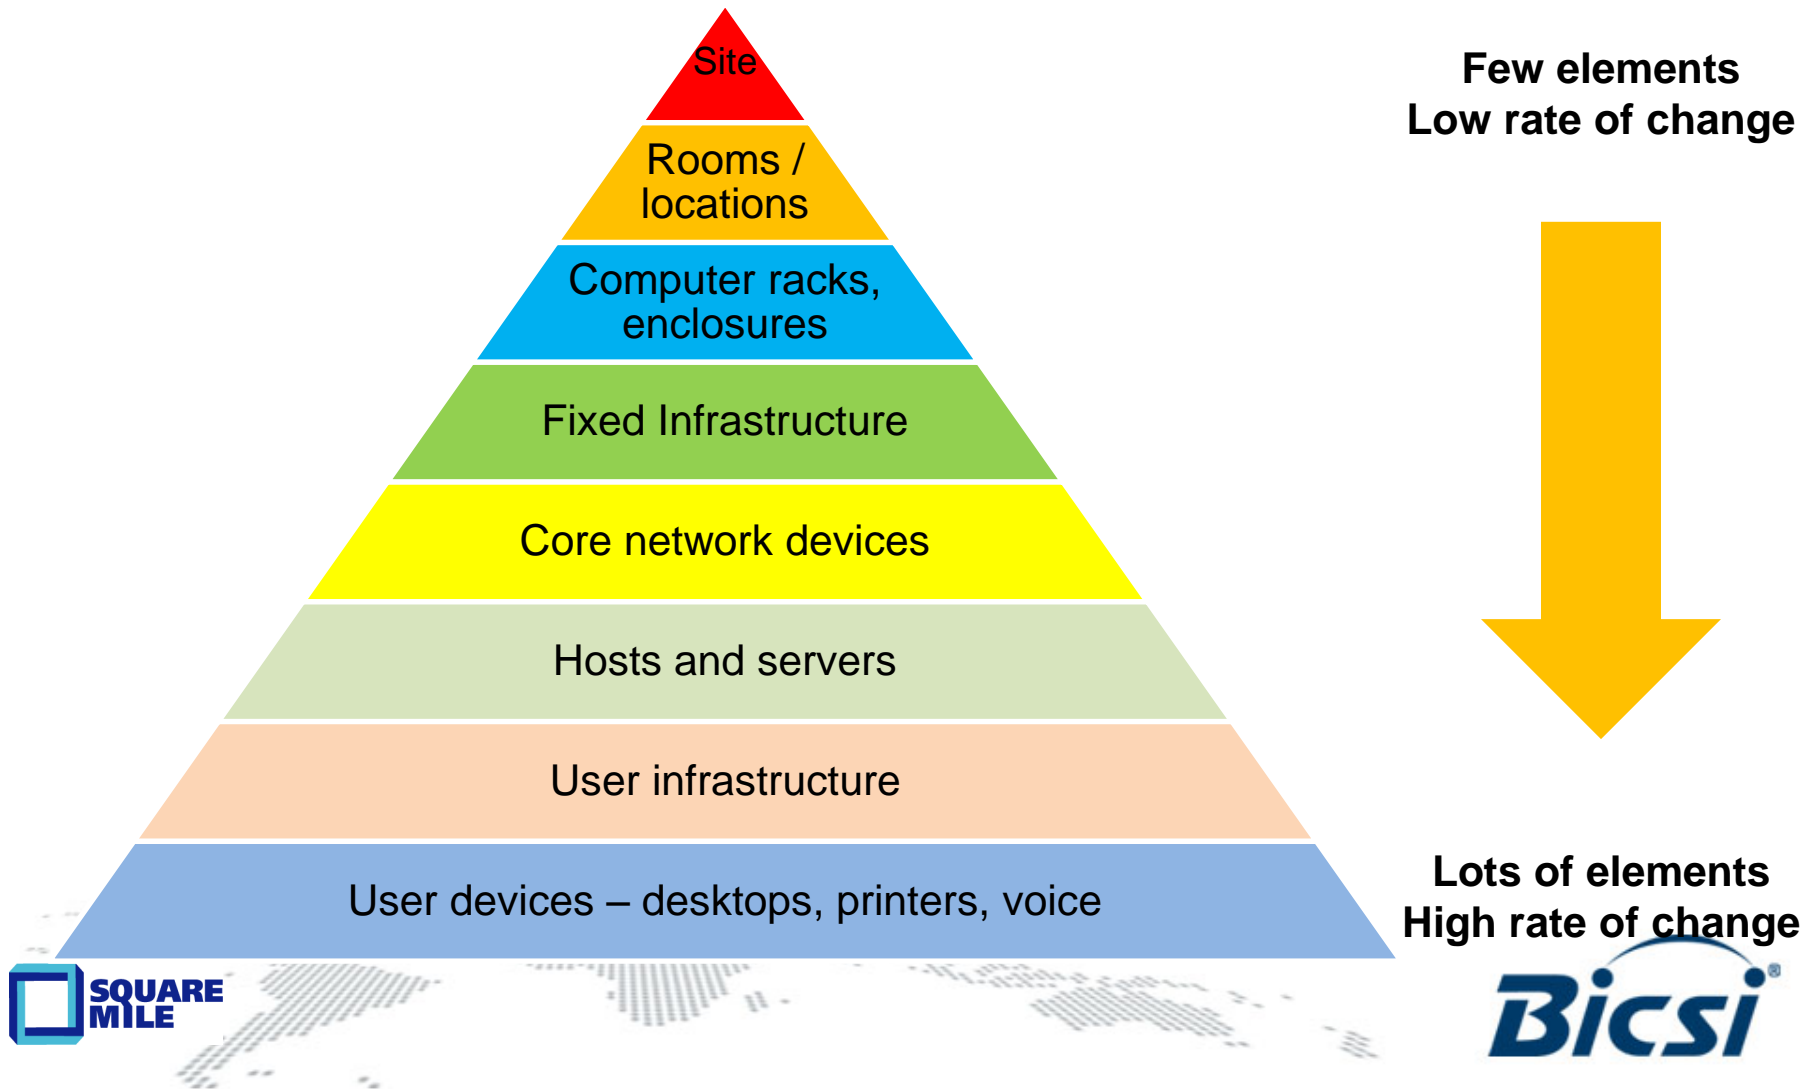 Site
Rooms /
locations
Computer racks,
enclosures
Fixed Infrastructure
Core network devices
Hosts and servers
User infrastructure
User devices – desktops, printers, voice
Few elements
Low rate of change
Lots of elements
High rate of change
SQUARE
MILE
Bicsi®